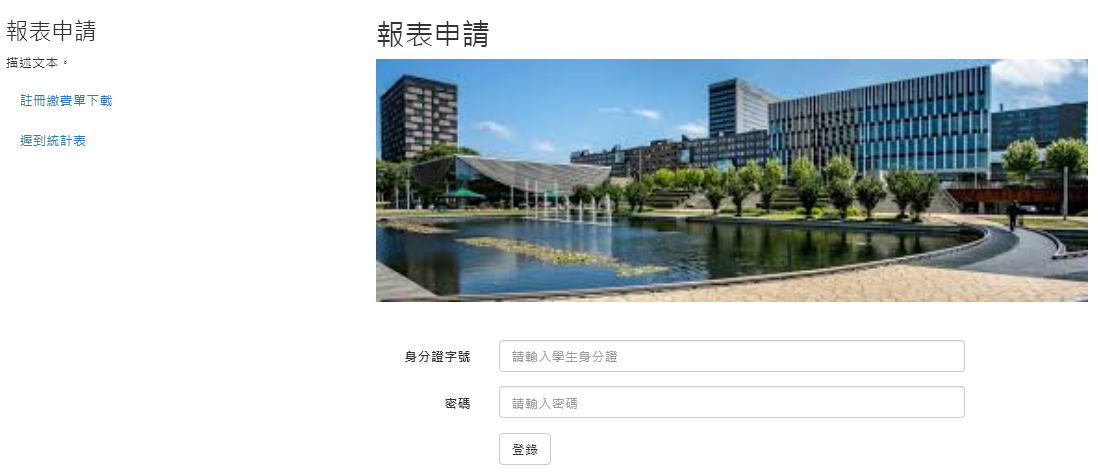 報表申請
描述文本。
註冊繳費單下載
遲到統計表
報表申請
身分證字號 請輸入學生身分證
密碼 請輸入密碼
登錄